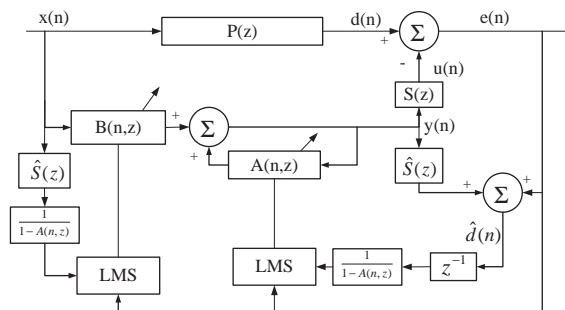 x(n)
P(z)
d(n)
+
Σ
e(n)
-
u(n)
S(z)
B(n,z)
+
Σ
+
y(n)
A(n,z)
Ŝ(z)
Ŝ(z)
+
Σ
+
1
1− A(n, z)
d̂(n)
LMS
LMS
1
1− A(n, z)
z⁻¹